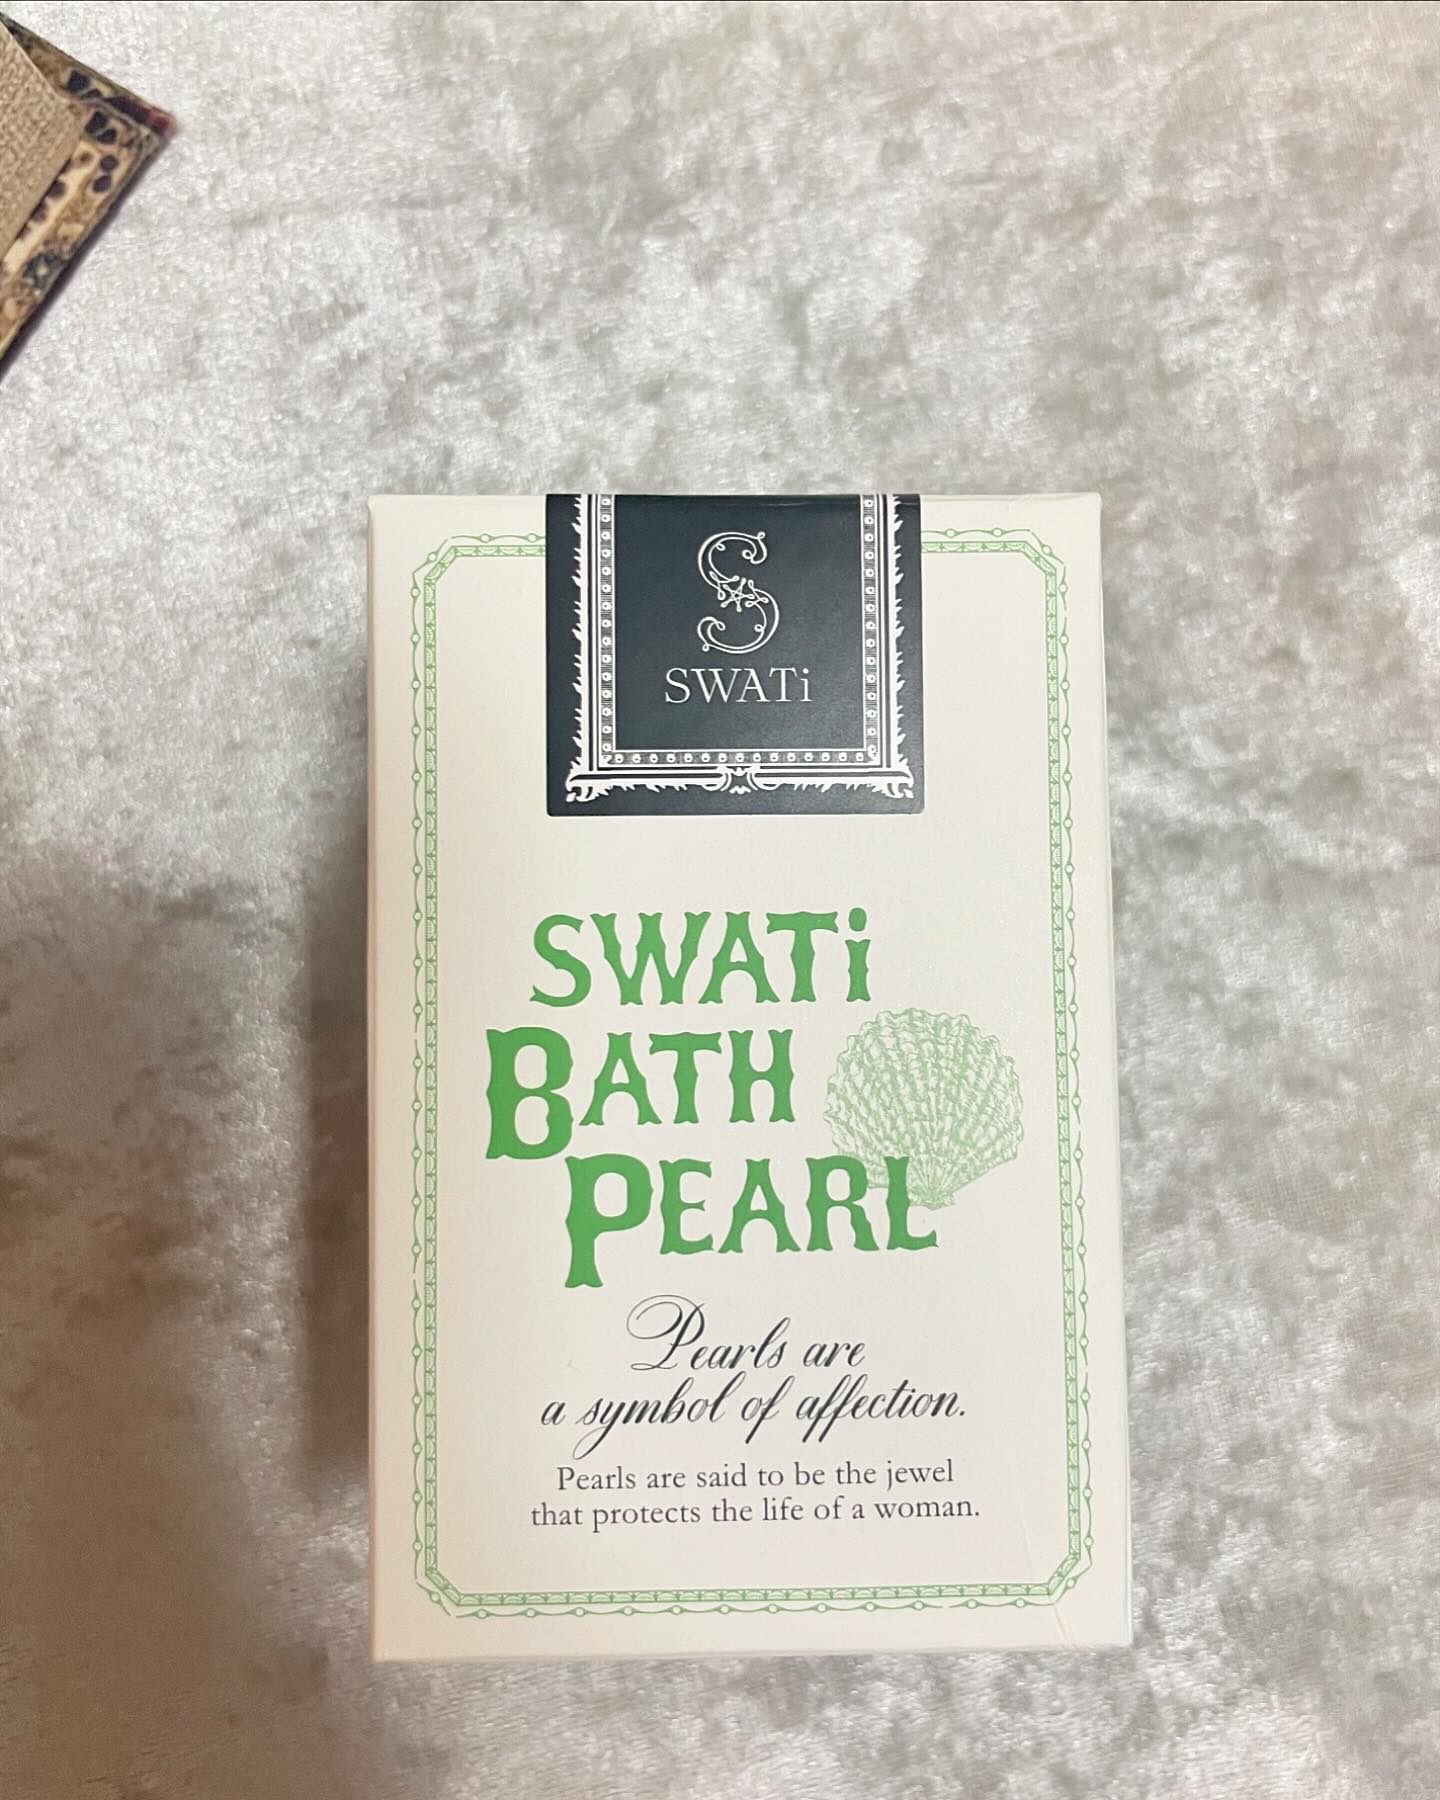 S
SWATi
SWATi
BATH
PEARL
Pearls are
a symbol of affection.
Pearls are said to be the jewel
that protects the life of a woman.